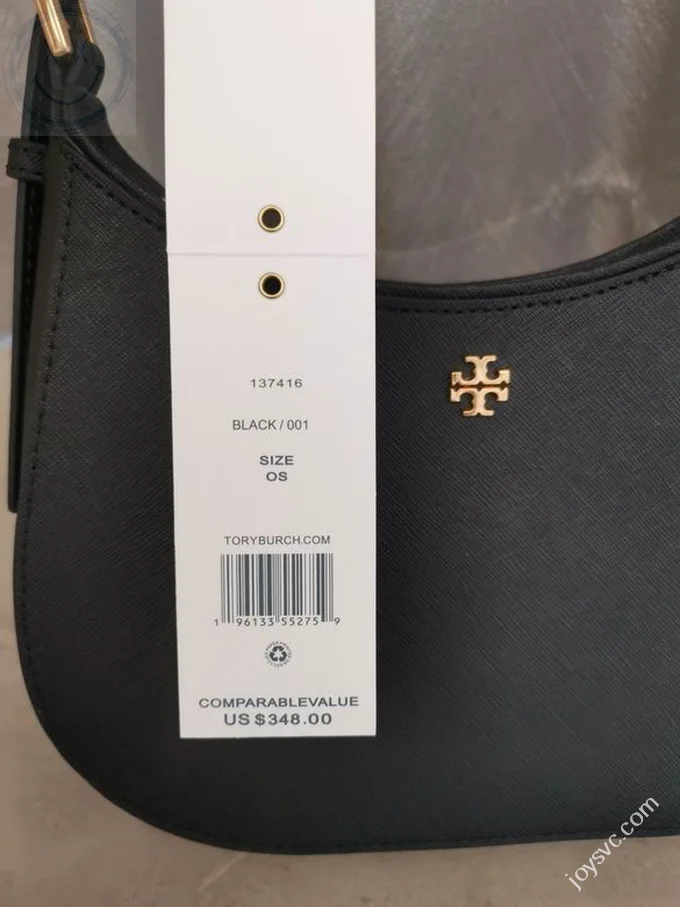 137416
BLACK / 001
SIZE
OS
TORYBURCH.COM
1 96133 55275 9
COMPARABLEVALUE
US $348.00
joysvc.com